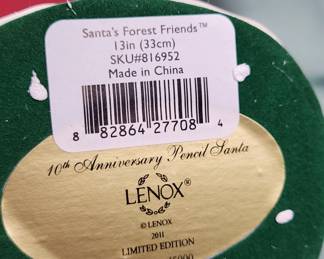 Santa's Forest Friends™
13in (33cm)
SKU#816952
Made in China
8 82864 27708 4
10th Anniversary Pencil Santa
LENOX®
© LENOX
2011
LIMITED EDITION